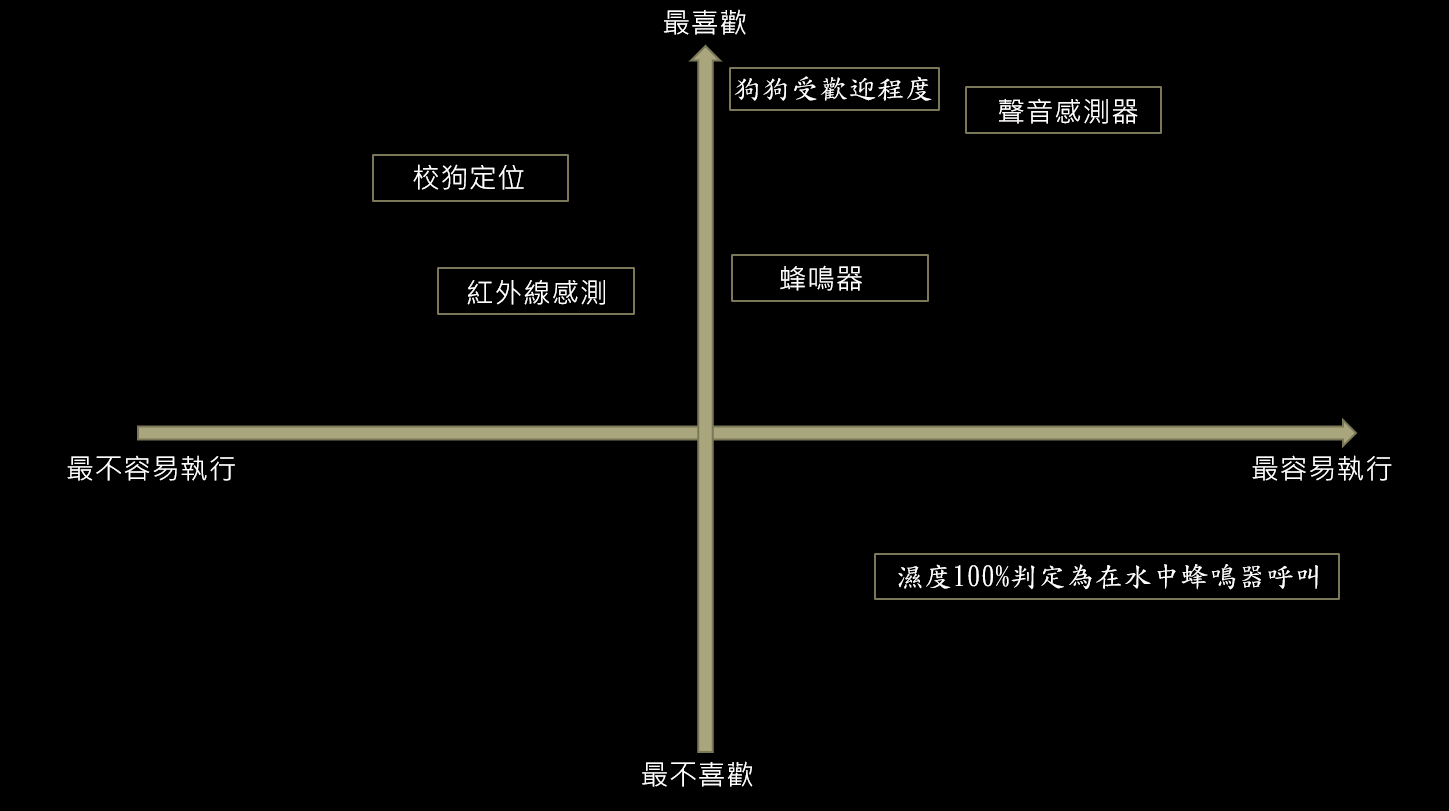 最喜歡
狗狗受歡迎程度
聲音感測器
校狗定位
蜂鳴器
紅外線感測
最不容易執行
最容易執行
濕度100%判定為在水中蜂鳴器呼叫
最不喜歡